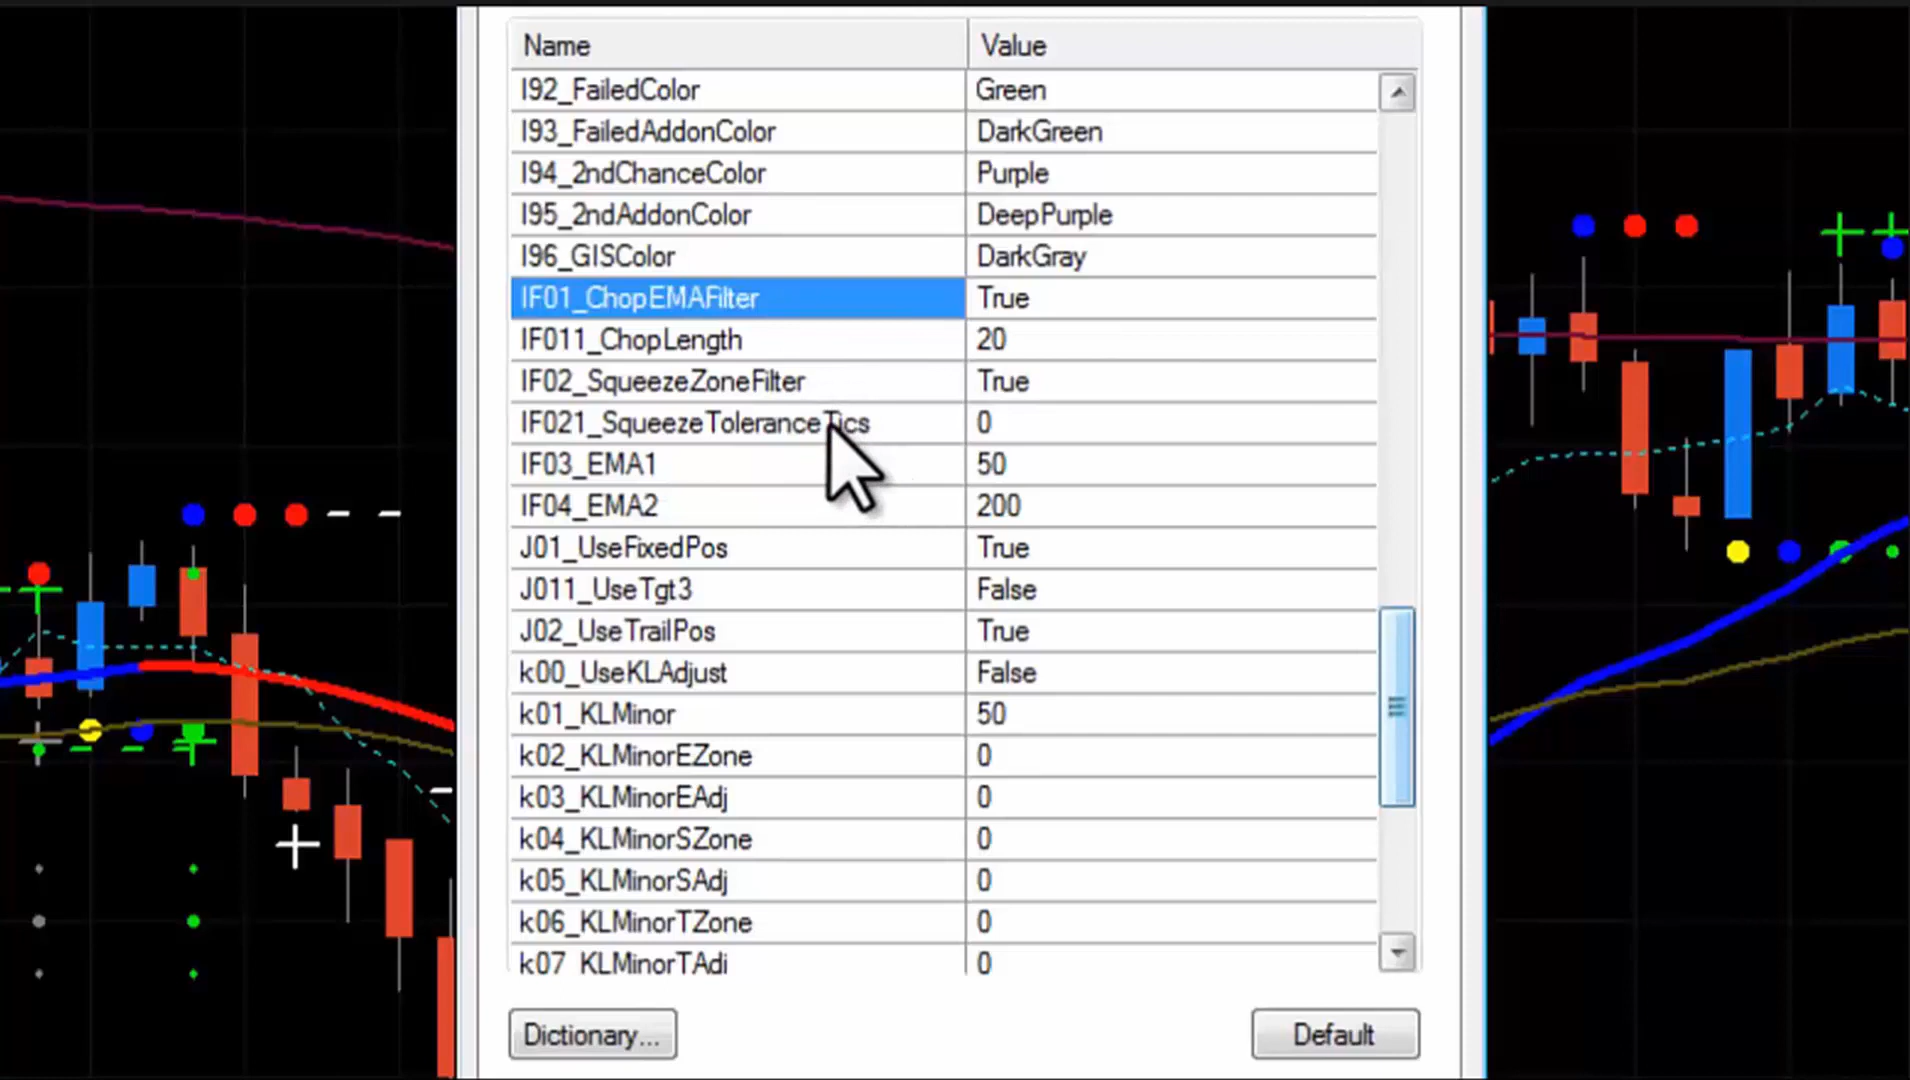 Name Value
I92_FailedColor Green
I93_FailedAddonColor DarkGreen
I94_2ndChanceColor Purple
I95_2ndAddonColor DeepPurple
I96_GISColor DarkGray
IF01_ChopEMAFilter True
IF011_ChopLength 20
IF02_SqueezeZoneFilter True
IF021_SqueezeToleranceTics 0
IF03_EMA1 50
IF04_EMA2 200
J01_UseFixedPos True
J011_UseTgt3 False
J02_UseTrailPos True
k00_UseKLAdjust False
k01_KLMinor 50
k02_KLMinorEZone 0
k03_KLMinorEAdj 0
k04_KLMinorSZone 0
k05_KLMinorSAdj 0
k06_KLMinorTZone 0
k07_KLMinorTAdj 0
Dictionary... Default